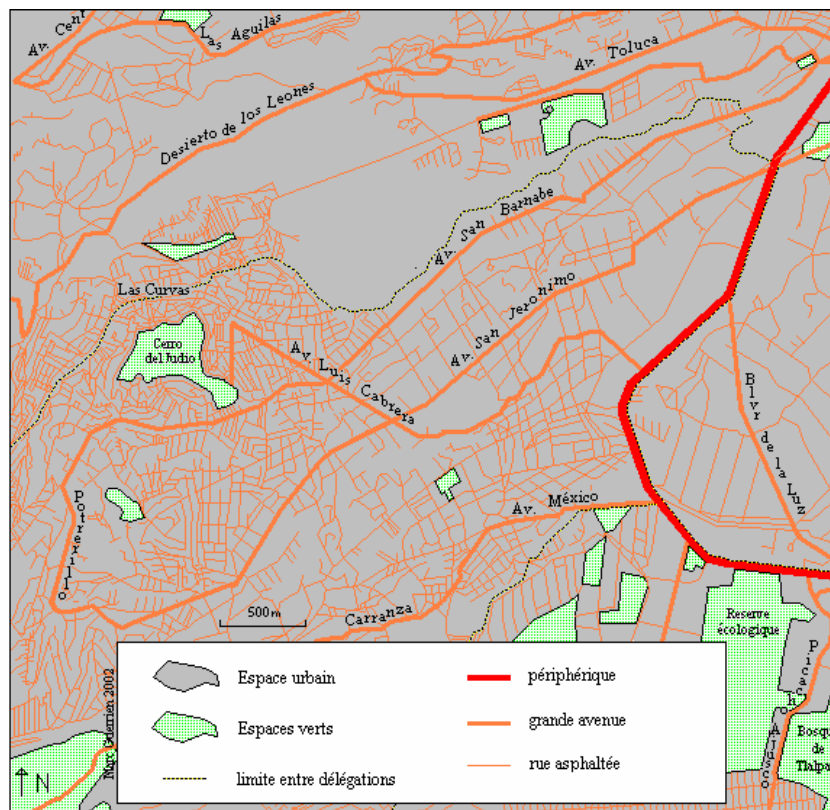 Av. Cent
Las Aguilas
Av. Toluca
Desierto de los Leones
Av. San Barnabe
Las Curvas
Cerro
del Judio
Av. San Jeronimo
Av. Luis Cabrera
Blvr de la Luz
Potrerillo
Av. México
500m
Carranza
Reserve
écologique
Picacho Ajusco
Bosqu
de
Tlalpa
Espace urbain
périphérique
Espaces verts
grande avenue
limite entre délégations
rue asphaltée
N
Marc Guerrien 2002